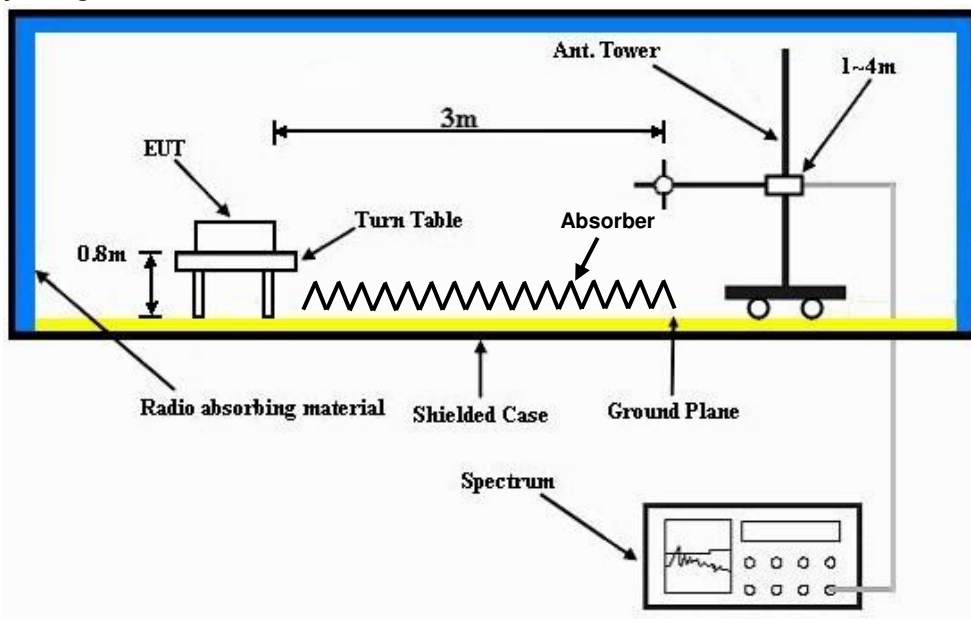 Ant. Tower
1~4m
3m
EUT
Turn Table
Absorber
0.8m
Radio absorbing material
Shielded Case
Ground Plane
Spectrum